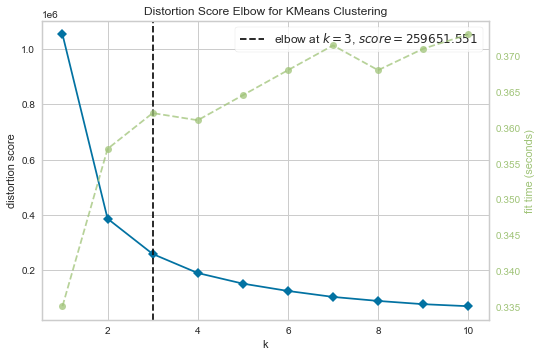 Distortion Score Elbow for KMeans Clustering
1e6
elbow at k = 3, score = 259651.551
1.0
0.8
0.6
0.4
0.2
distortion score
0.370
0.365
0.360
0.355
0.350
0.345
0.340
0.335
fit time (seconds)
2 4 6 8 10
k